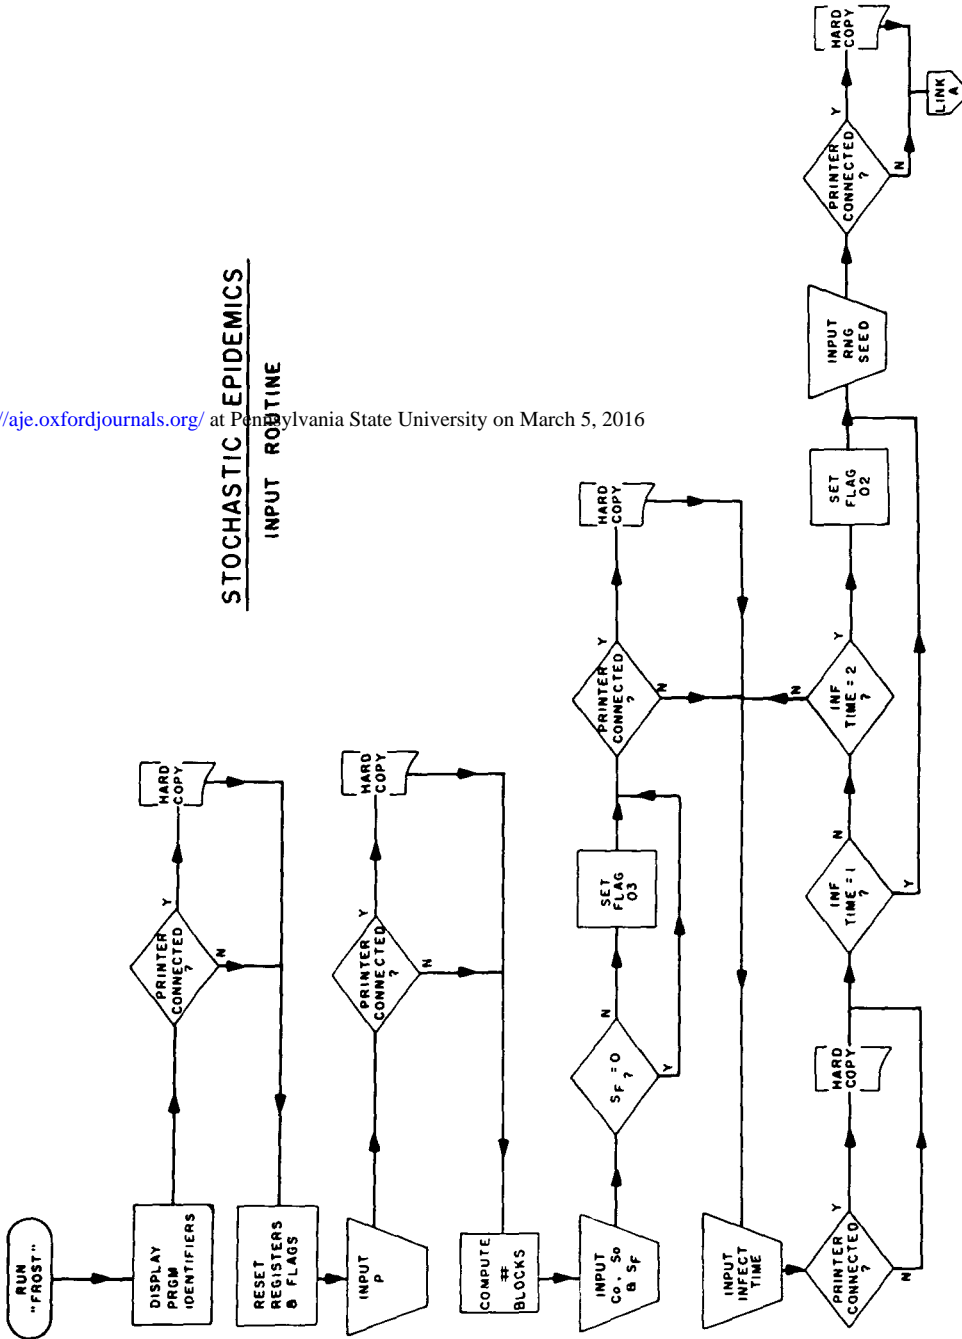 STOCHASTIC EPIDEMICS
INPUT ROUTINE
//aje.oxfordjournals.org/ at Pennsylvania State University on March 5, 2016
RUN
"FROST"
DISPLAY
PRGM
IDENTIFIERS
PRINTER
CONNECTED
?
Y
N
HARD
COPY
RESET
REGISTERS
& FLAGS
INPUT
P
PRINTER
CONNECTED
?
Y
N
HARD
COPY
COMPUTE
#
BLOCKS
INPUT
Co, So
& SF
SF = 0
?
N
Y
SET
FLAG
03
PRINTER
CONNECTED
?
Y
N
HARD
COPY
INPUT
INFECT
TIME
PRINTER
CONNECTED
?
Y
N
HARD
COPY
INF
TIME = 1
?
N
Y
INF
TIME = 2
?
Y
N
SET
FLAG
02
INPUT
RNG
SEED
PRINTER
CONNECTED
?
Y
N
HARD
COPY
LINK
A